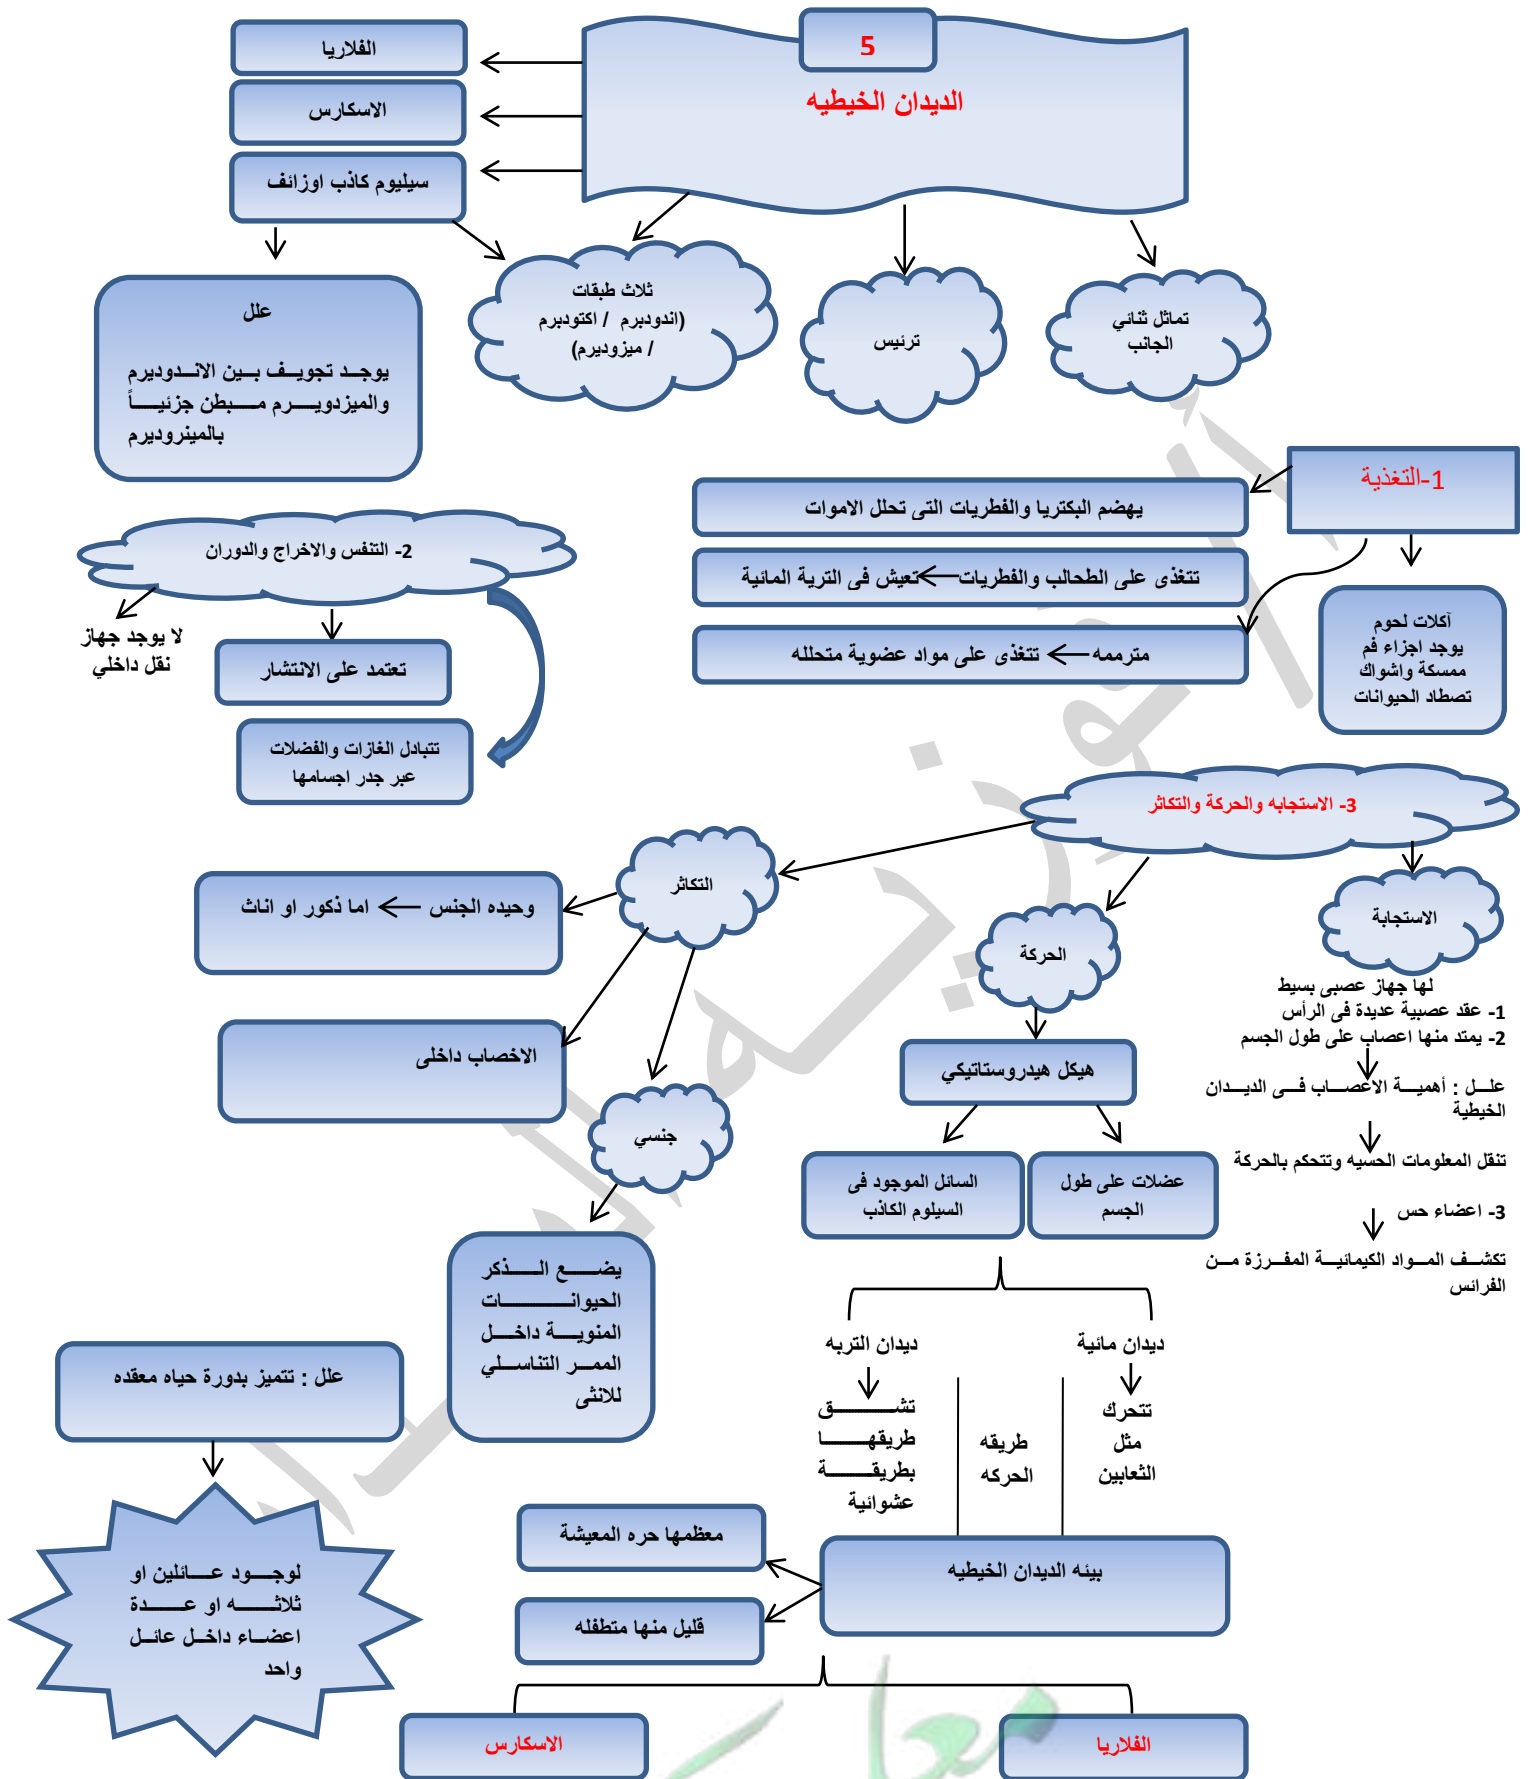 5
الديدان الخيطيه
الفلاريا
الاسكارس
سيليوم كاذب اوزائف
تماثل ثنائي
الجانب
ترئيس
ثلاث طبقات
(اندودبرم / اكتودبرم
/ ميزوديرم)
علل
يوجد تجويف بين الاندوديرم
والميزدويرم مبطن جزئياً
بالمينروديرم
1-التغذية
يهضم البكتريا والفطريات التى تحلل الاموات
تتغذى على الطحالب والفطريات ← تعيش فى التربة المائية
مترممه ← تتغذى على مواد عضوية متحلله
آكلات لحوم
يوجد اجزاء فم
ممسكة واشواك
تصطاد الحيوانات
2- التنفس والاخراج والدوران
لا يوجد جهاز
نقل داخلي
تعتمد على الانتشار
تتبادل الغازات والفضلات
عبر جدر اجسامها
3- الاستجابه والحركة والتكاثر
الاستجابة
لها جهاز عصبى بسيط
1- عقد عصبية عديدة فى الرأس
2- يمتد منها اعصاب على طول الجسم
علل : أهمية الاعصاب فى الديدان
الخيطية
تنقل المعلومات الحسيه وتتحكم بالحركة
3- اعضاء حس
تكشف المواد الكيمائية المفرزة من
الفرائس
الحركة
هيكل هيدروستاتيكي
عضلات على طول
الجسم
السائل الموجود فى
السيلوم الكاذب
ديدان مائية
ديدان التربه
تتحرك
مثل
الثعابين
طريقه
الحركه
تشق
طريقها
بطريقة
عشوائية
التكاثر
وحيده الجنس ← اما ذكور او اناث
الاخصاب داخلى
جنسي
يضع الذكر
الحيوانات
المنوية داخل
الممر التناسلي
للانثى
علل : تتميز بدورة حياه معقده
لوجود عائلين او
ثلاثه او عدة
اعضاء داخل عائل
واحد
بيئه الديدان الخيطيه
معظمها حره المعيشة
قليل منها متطفله
الفلاريا
الاسكارس